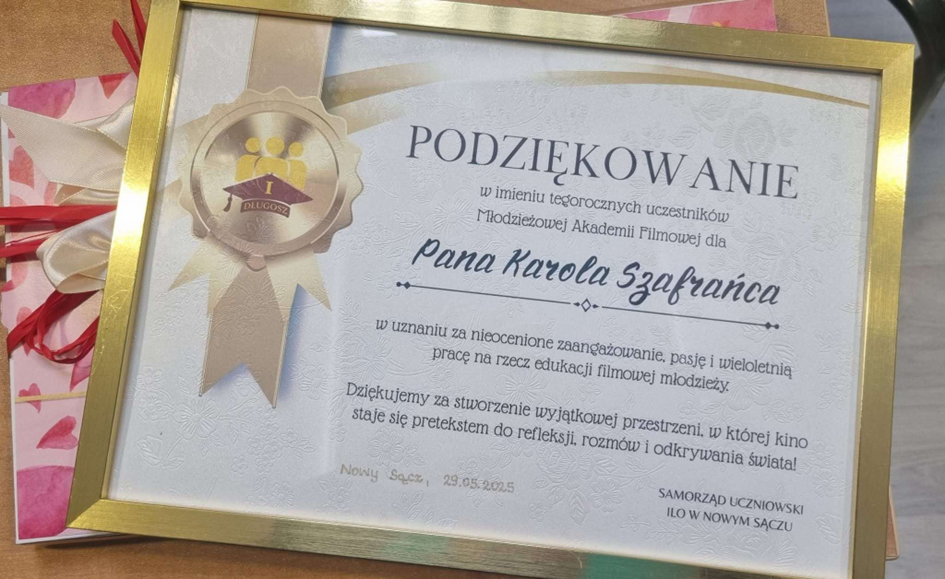 I
DŁUGOSZ
PODZIĘKOWANIE
w imieniu tegorocznych uczestników
Młodzieżowej Akademii Filmowej dla
Pana Karola Szafrańca
w uznaniu za nieocenione zaangażowanie, pasję i wieloletnią
pracę na rzecz edukacji filmowej młodzieży.
Dziękujemy za stworzenie wyjątkowej przestrzeni, w której kino
staje się pretekstem do refleksji, rozmów i odkrywania świata!
Nowy Sącz, 29.05.2025
SAMORZĄD UCZNIOWSKI
ILO W NOWYM SĄCZU